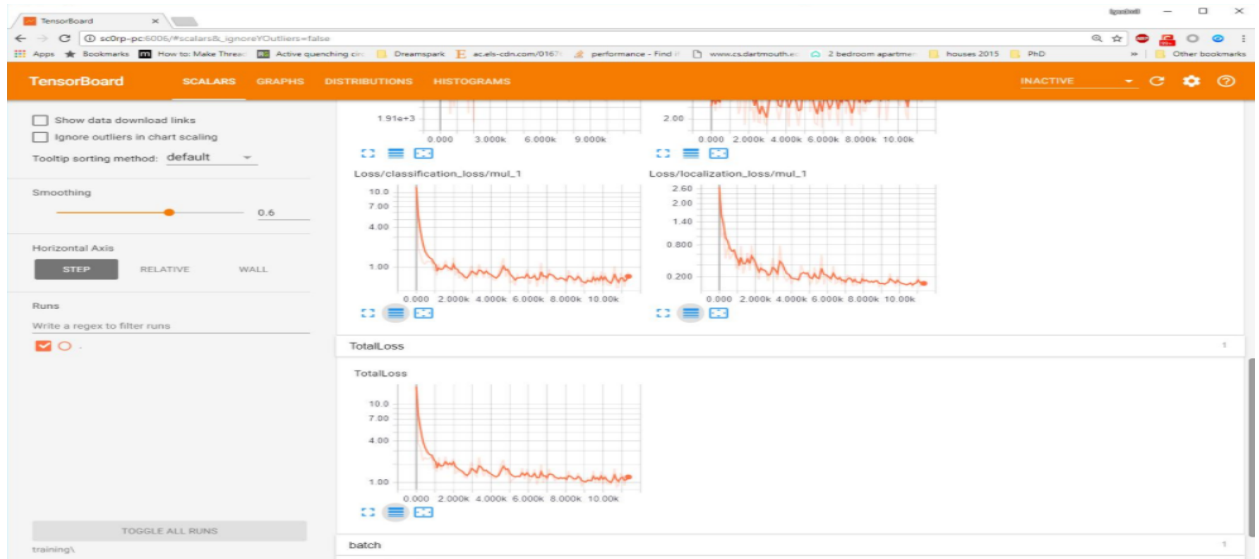 TensorBoard
sc0rp-pc:6006/#scalars&_ignoreYOutliers=false
Apps Bookmarks How to: Make Threa Active quenching cir Dreamspark ac.els-cdn.com/0167 performance - Find www.cs.dartmouth.e 2 bedroom apartme houses 2015 PhD » Other bookmarks
TensorBoard SCALARS GRAPHS DISTRIBUTIONS HISTOGRAMS INACTIVE
Show data download links
Ignore outliers in chart scaling
Tooltip sorting method: default
Smoothing
0.6
Horizontal Axis
STEP RELATIVE WALL
Runs
Write a regex to filter runs
.
TOGGLE ALL RUNS
training\
1.91e+3
0.000 3.000k 6.000k 9.000k
2.00
0.000 2.000k 4.000k 6.000k 8.000k 10.00k
Loss/classification_loss/mul_1
10.0
7.00
4.00
1.00
0.000 2.000k 4.000k 6.000k 8.000k 10.00k
Loss/localization_loss/mul_1
2.60
2.00
1.40
0.800
0.200
0.000 2.000k 4.000k 6.000k 8.000k 10.00k
TotalLoss 1
TotalLoss
10.0
7.00
4.00
1.00
0.000 2.000k 4.000k 6.000k 8.000k 10.00k
batch 1